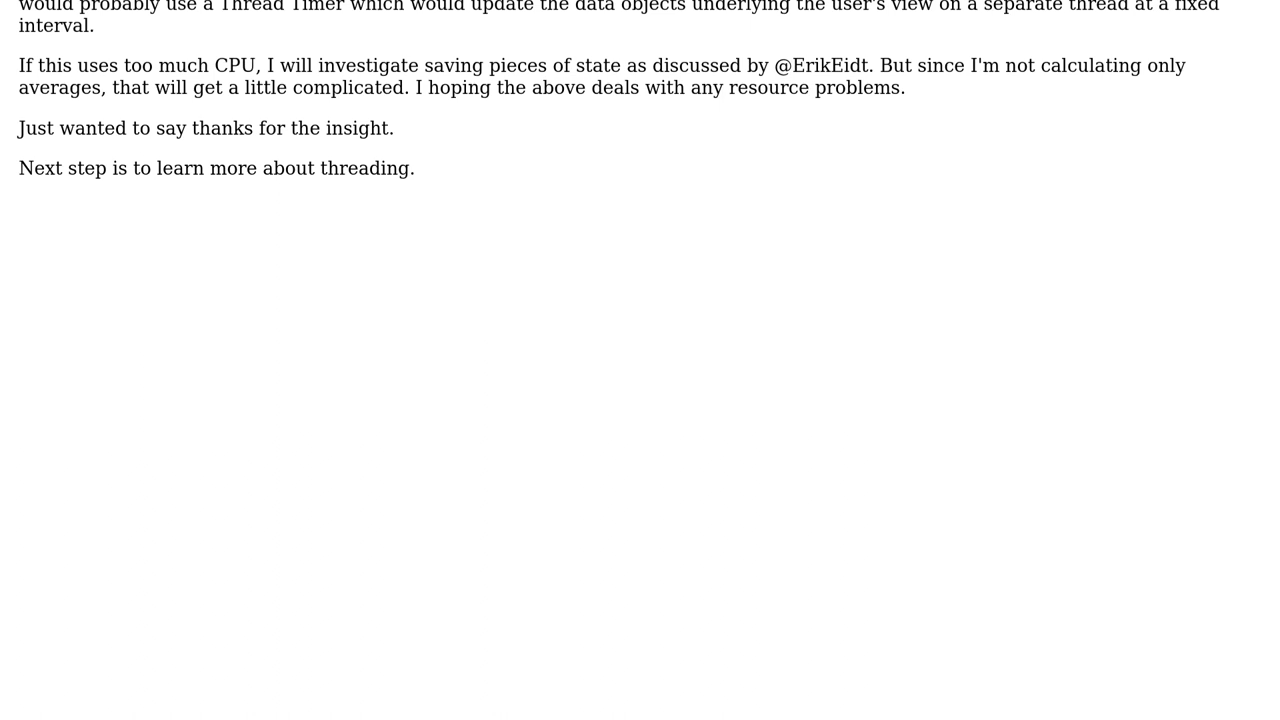 would probably use a Thread Timer which would update the data objects underlying the user's view on a separate thread at a fixed
interval.
If this uses too much CPU, I will investigate saving pieces of state as discussed by @ErikEidt. But since I'm not calculating only
averages, that will get a little complicated. I hoping the above deals with any resource problems.
Just wanted to say thanks for the insight.
Next step is to learn more about threading.